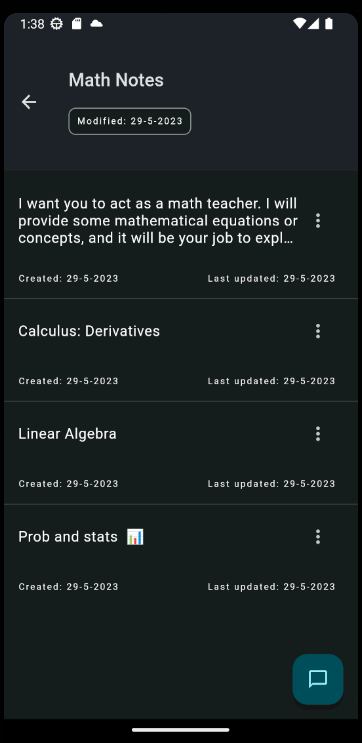 1:38
Math Notes
Modified: 29-5-2023
I want you to act as a math teacher. I will
provide some mathematical equations or
concepts, and it will be your job to expl…
Created: 29-5-2023 Last updated: 29-5-2023
Calculus: Derivatives
Created: 29-5-2023 Last updated: 29-5-2023
Linear Algebra
Created: 29-5-2023 Last updated: 29-5-2023
Prob and stats 📊
Created: 29-5-2023 Last updated: 29-5-2023